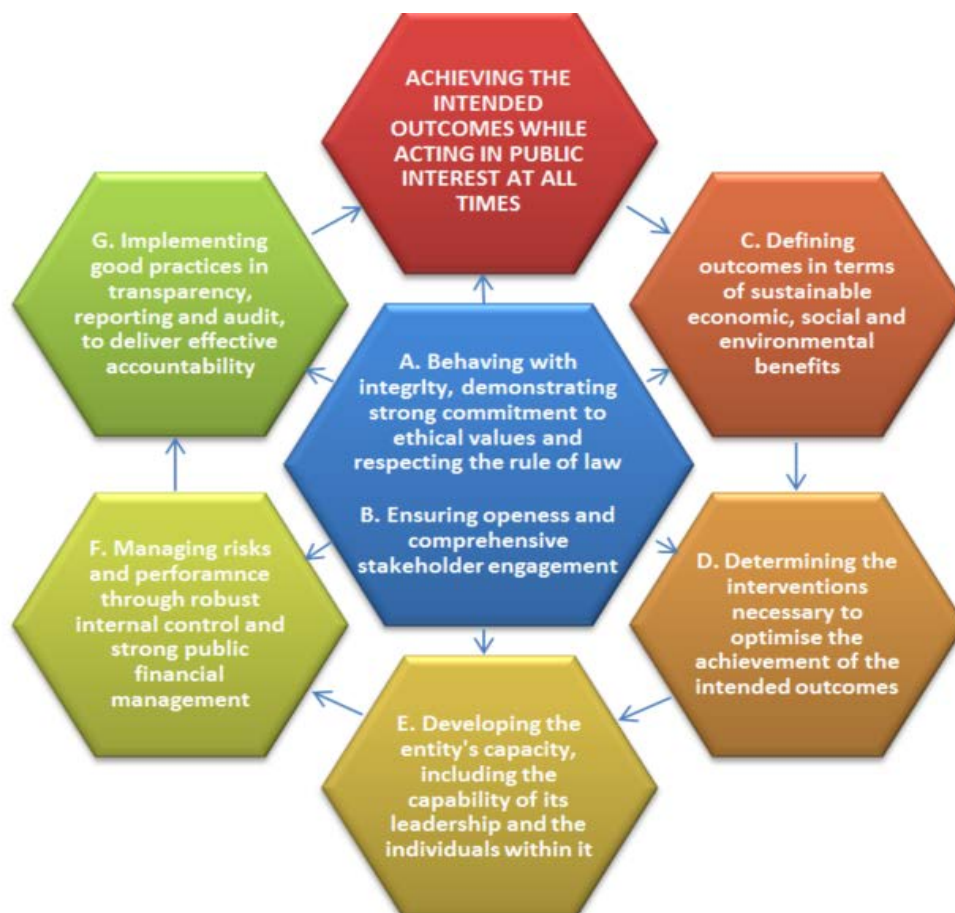 ACHIEVING THE
INTENDED
OUTCOMES WHILE
ACTING IN PUBLIC
INTEREST AT ALL
TIMES
G. Implementing
good practices in
transparency,
reporting and audit,
to deliver effective
accountability
C. Defining
outcomes in terms
of sustainable
economic, social and
environmental
benefits
A. Behaving with
integrIty, demonstrating
strong commitment to
ethical values and
respecting the rule of law
B. Ensuring openess and
comprehensive
stakeholder engagement
F. Managing risks
and perforamnce
through robust
internal control and
strong public
financial
management
D. Determining the
interventions
necessary to
optimise the
achievement of the
intended outcomes
E. Developing the
entity's capacity,
including the
capability of its
leadership and the
individuals within it